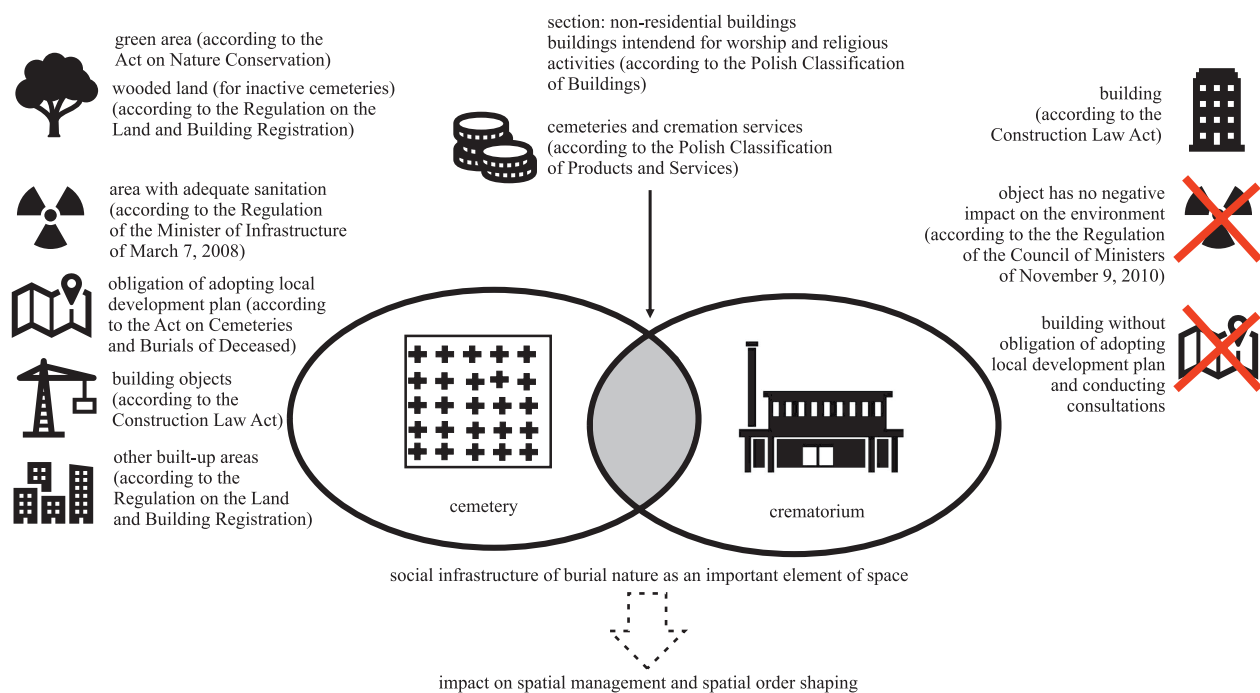 green area (according to the
Act on Nature Conservation)
wooded land (for inactive cemeteries)
(according to the Regulation on the
Land and Building Registration)
area with adequate sanitation
(according to the Regulation
of the Minister of Infrastructure
of March 7, 2008)
obligation of adopting local
development plan (according
to the Act on Cemeteries
and Burials of Deceased)
building objects
(according to the
Construction Law Act)
other built-up areas
(according to the
Regulation on the Land
and Building Registration)
section: non-residential buildings
buildings intendend for worship and religious
activities (according to the Polish Classification
of Buildings)
cemeteries and cremation services
(according to the Polish Classification
of Products and Services)
building
(according to the
Construction Law Act)
object has no negative
impact on the environment
(according to the the Regulation
of the Council of Ministers
of November 9, 2010)
building without
obligation of adopting
local development plan
and conducting
consultations
cemetery
crematorium
social infrastructure of burial nature as an important element of space
impact on spatial management and spatial order shaping